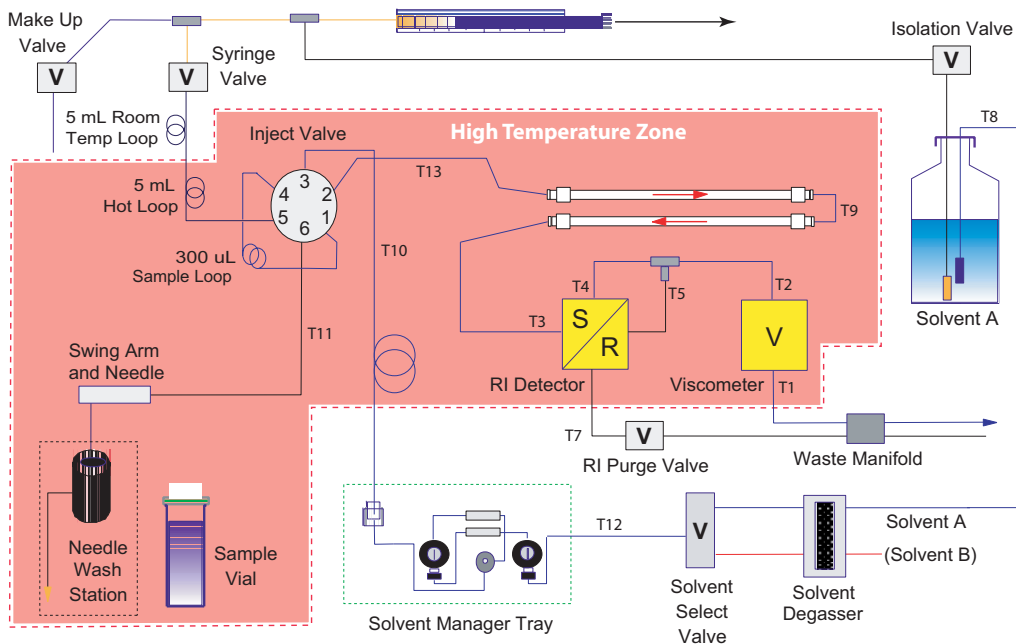 Make Up
Valve
V
V
Syringe
Valve
Isolation Valve
V
5 mL Room
Temp Loop
Inject Valve
High Temperature Zone
T8
5 mL
Hot Loop
3
4
2
5
1
6
T13
T9
300 uL
Sample Loop
T10
T4
T5
T2
T3
S
R
V
Solvent A
T11
Swing Arm
and Needle
RI Detector
Viscometer
T1
T7
V
RI Purge Valve
Waste Manifold
Needle
Wash
Station
Sample
Vial
T12
V
Solvent A
(Solvent B)
Solvent Manager Tray
Solvent
Select
Valve
Solvent
Degasser